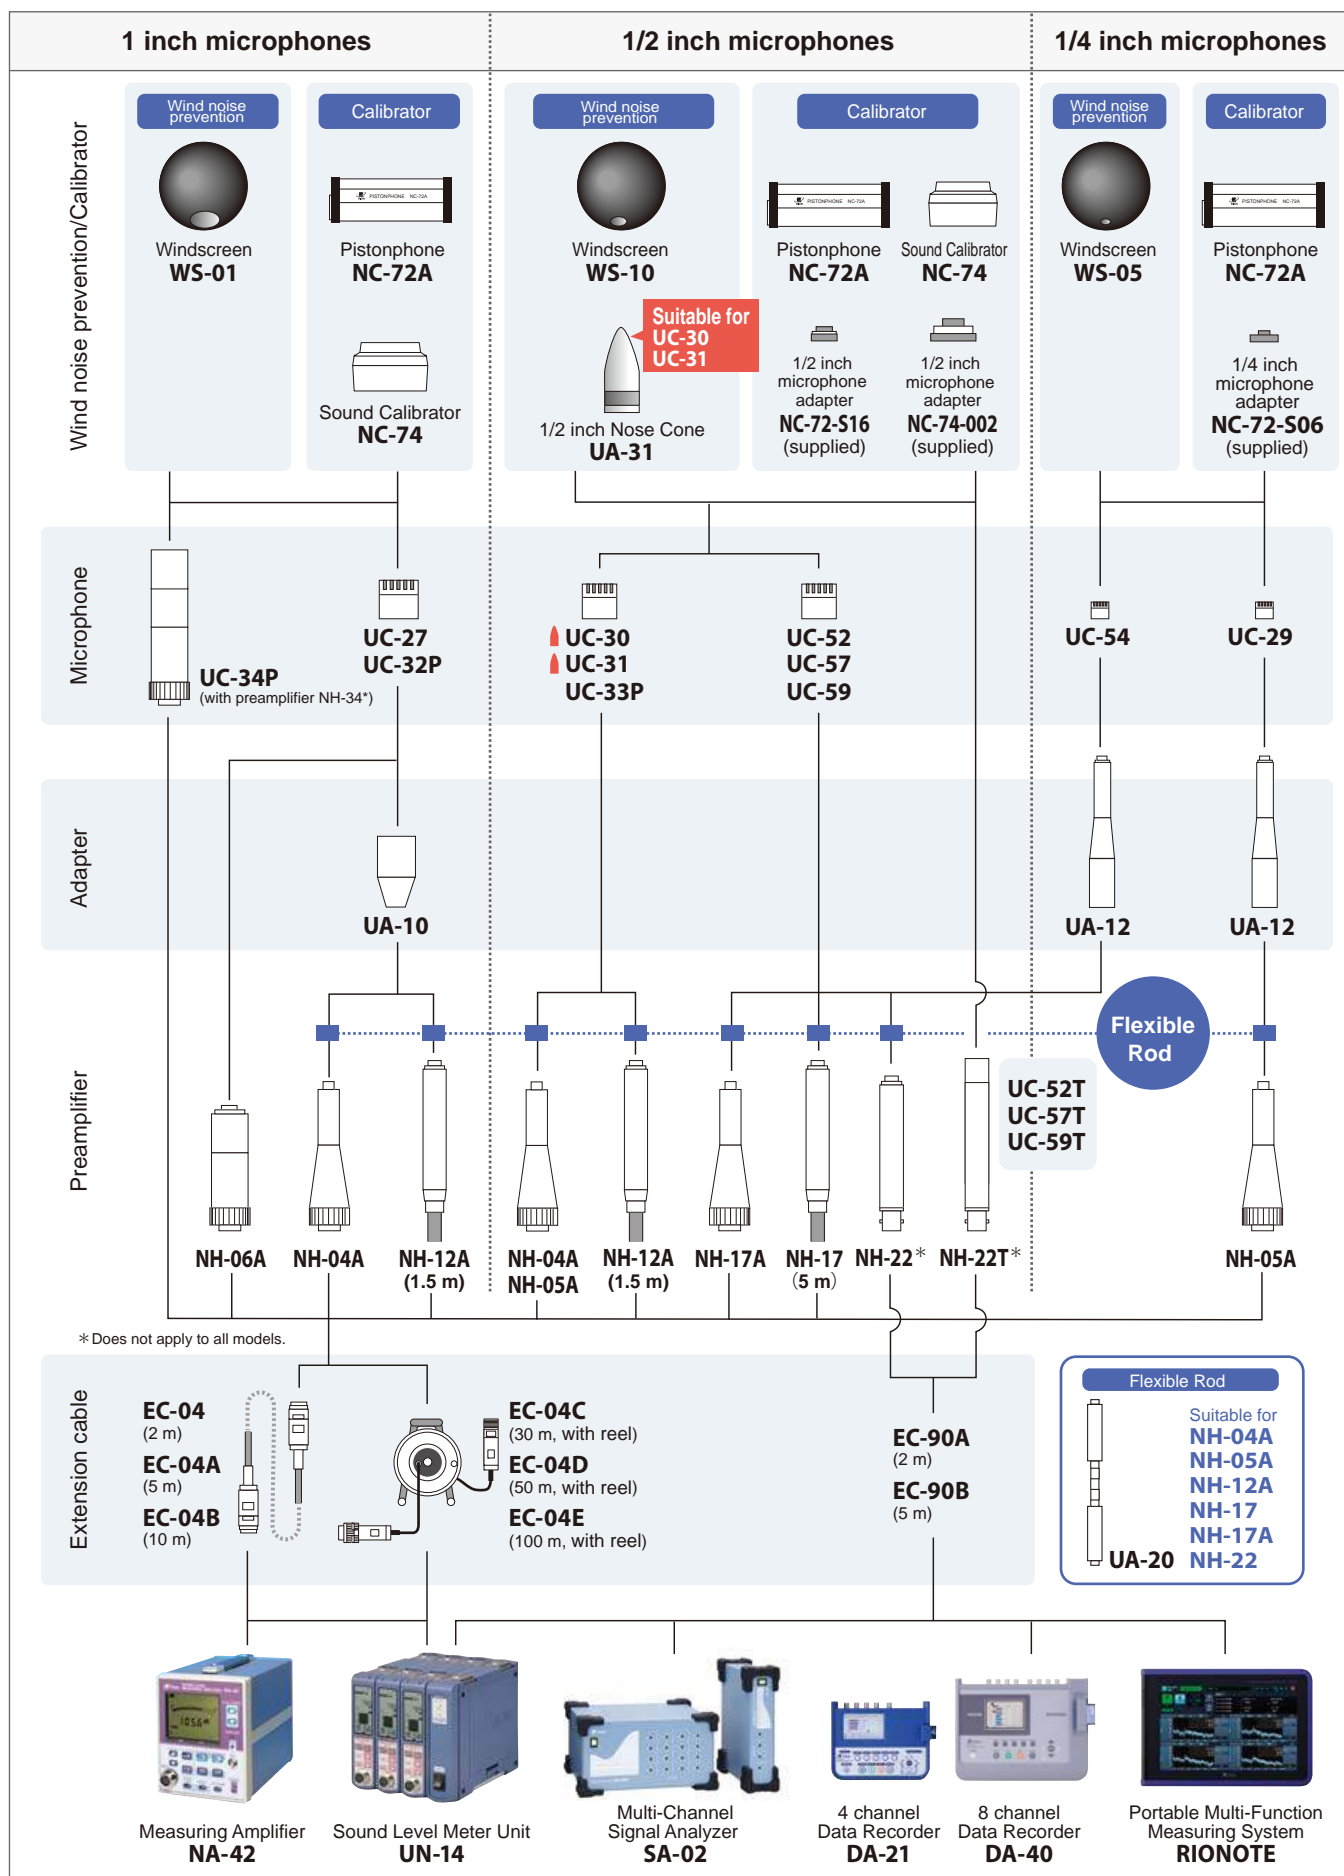 1 inch microphones
1/2 inch microphones
1/4 inch microphones
Wind noise prevention/Calibrator
Wind noise
prevention
Calibrator
PISTONPHONE NC-72A
Windscreen
WS-01
Pistonphone
NC-72A
Sound Calibrator
NC-74
Wind noise
prevention
Calibrator
PISTONPHONE NC-72A
Windscreen
WS-10
Pistonphone
NC-72A
Sound Calibrator
NC-74
Suitable for
UC-30
UC-31
1/2 inch Nose Cone
UA-31
1/2 inch
microphone
adapter
NC-72-S16
(supplied)
1/2 inch
microphone
adapter
NC-74-002
(supplied)
Wind noise
prevention
Calibrator
PISTONPHONE NC-72A
Windscreen
WS-05
Pistonphone
NC-72A
1/4 inch
microphone
adapter
NC-72-S06
(supplied)
Microphone
UC-34P
(with preamplifier NH-34*)
UC-27
UC-32P
UC-30
UC-31
UC-33P
UC-52
UC-57
UC-59
UC-54
UC-29
Adapter
UA-10
UA-12
UA-12
Flexible
Rod
Preamplifier
UC-52T
UC-57T
UC-59T
NH-06A
NH-04A
NH-12A
(1.5 m)
NH-04A
NH-05A
NH-12A
(1.5 m)
NH-17A
NH-17
(5 m)
NH-22*
NH-22T*
NH-05A
*Does not apply to all models.
Extension cable
EC-04
(2 m)
EC-04A
(5 m)
EC-04B
(10 m)
EC-04C
(30 m, with reel)
EC-04D
(50 m, with reel)
EC-04E
(100 m, with reel)
EC-90A
(2 m)
EC-90B
(5 m)
Flexible Rod
Suitable for
NH-04A
NH-05A
NH-12A
NH-17
NH-17A
NH-22
UA-20
Measuring Amplifier
NA-42
Sound Level Meter Unit
UN-14
Multi-Channel
Signal Analyzer
SA-02
4 channel
Data Recorder
DA-21
8 channel
Data Recorder
DA-40
Portable Multi-Function
Measuring System
RIONOTE